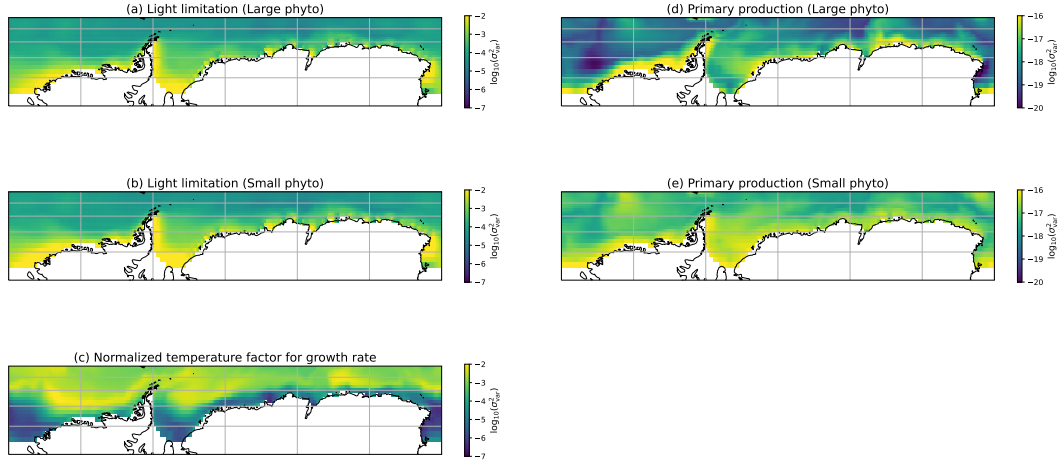 (a) Light limitation (Large phyto)
−2
−3
−4
−5
−6
−7
log₁₀(σ²var)
(d) Primary production (Large phyto)
−16
−17
−18
−19
−20
log₁₀(σ²var)
(b) Light limitation (Small phyto)
−2
−3
−4
−5
−6
−7
log₁₀(σ²var)
(e) Primary production (Small phyto)
−16
−17
−18
−19
−20
log₁₀(σ²var)
(c) Normalized temperature factor for growth rate
−2
−3
−4
−5
−6
−7
log₁₀(σ²var)